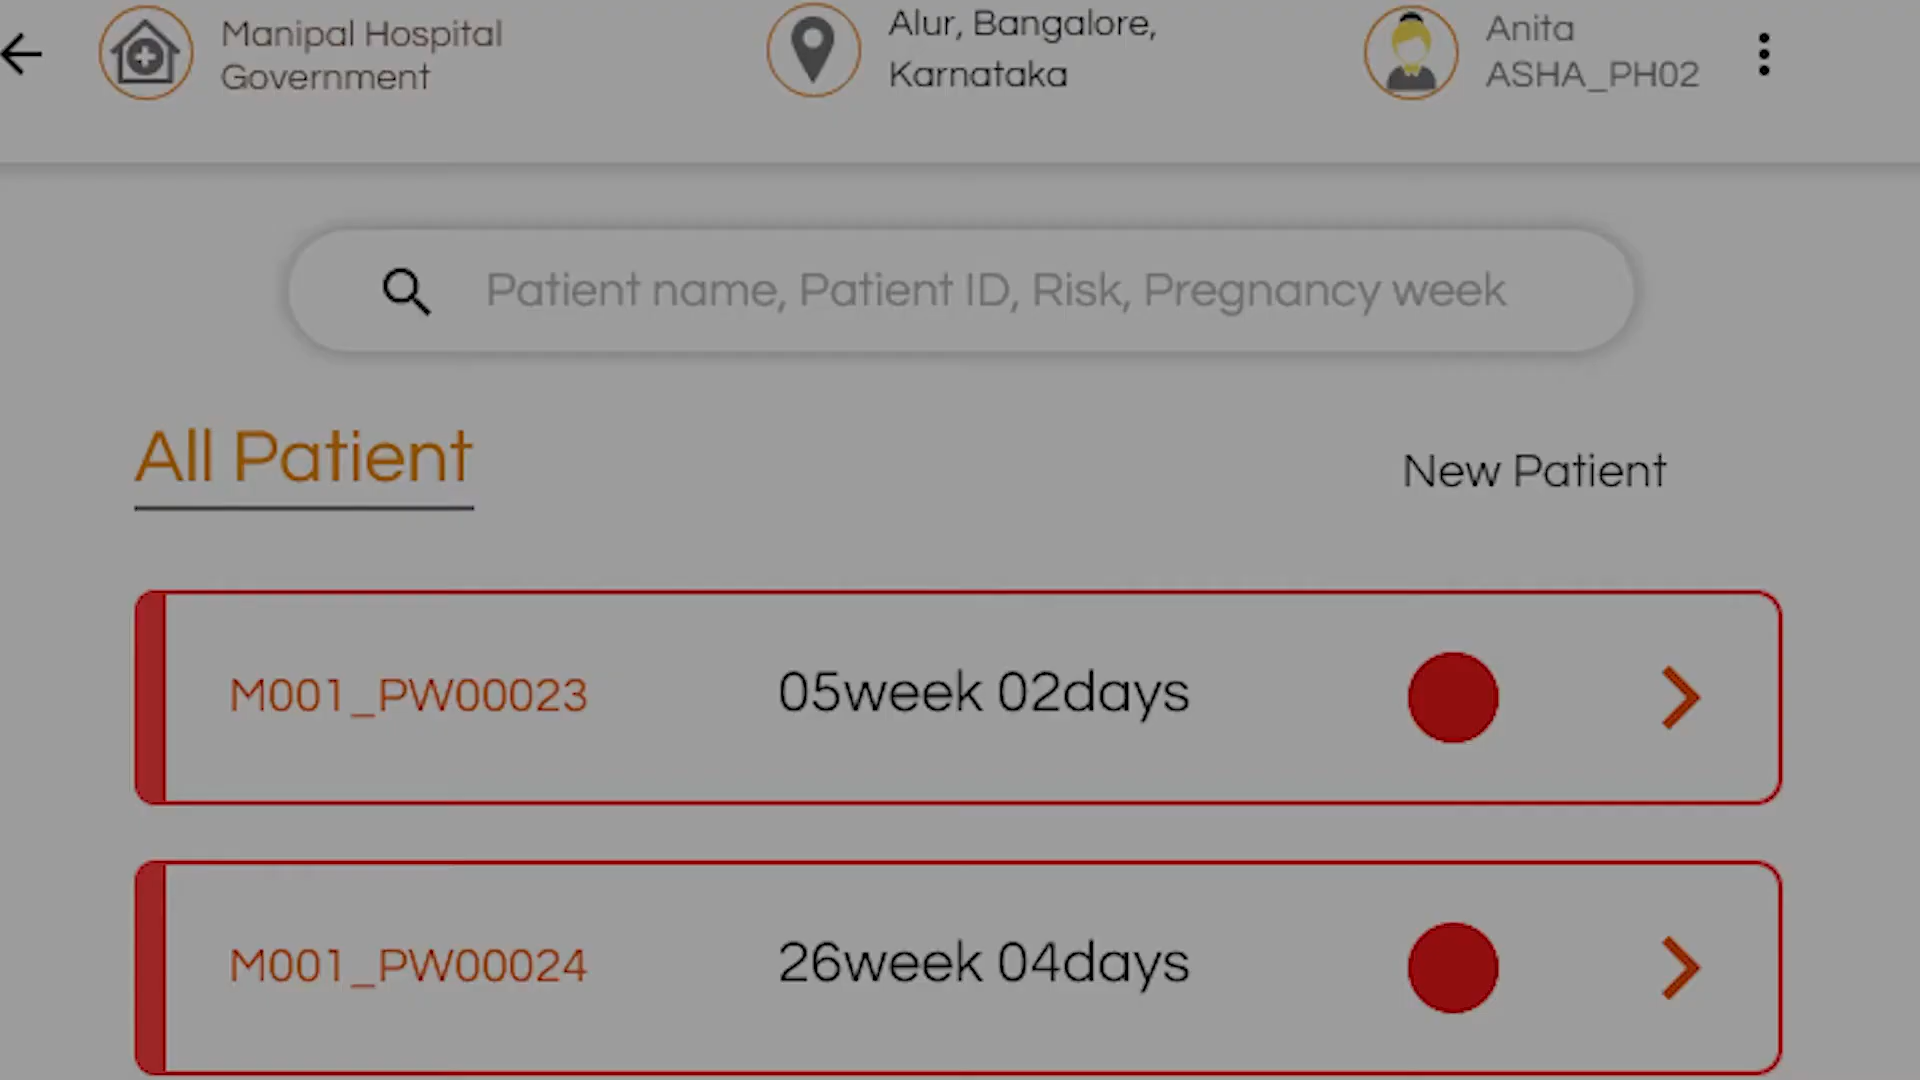 Manipal Hospital
Government
Alur, Bangalore,
Karnataka
Anita
ASHA_PH02
Patient name, Patient ID, Risk, Pregnancy week
All Patient
New Patient
M001_PW00023
05week 02days
M001_PW00024
26week 04days